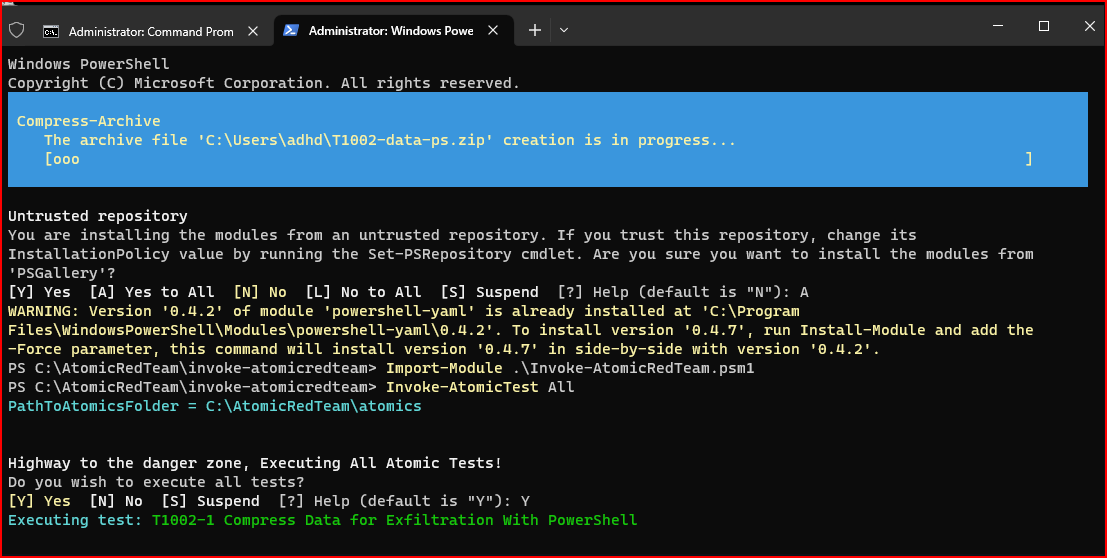 Administrator: Command Prom
Administrator: Windows Powe
Windows PowerShell
Copyright (C) Microsoft Corporation. All rights reserved.
Compress-Archive
The archive file 'C:\Users\adhd\T1002-data-ps.zip' creation is in progress...
[ooo ]
Untrusted repository
You are installing the modules from an untrusted repository. If you trust this repository, change its
InstallationPolicy value by running the Set-PSRepository cmdlet. Are you sure you want to install the modules from
'PSGallery'?
[Y] Yes  [A] Yes to All  [N] No  [L] No to All  [S] Suspend  [?] Help (default is "N"): A
WARNING: Version '0.4.2' of module 'powershell-yaml' is already installed at 'C:\Program
Files\WindowsPowerShell\Modules\powershell-yaml\0.4.2'. To install version '0.4.7', run Install-Module and add the
-Force parameter, this command will install version '0.4.7' in side-by-side with version '0.4.2'.
PS C:\AtomicRedTeam\invoke-atomicredteam> Import-Module .\Invoke-AtomicRedTeam.psm1
PS C:\AtomicRedTeam\invoke-atomicredteam> Invoke-AtomicTest All
PathToAtomicsFolder = C:\AtomicRedTeam\atomics
Highway to the danger zone, Executing All Atomic Tests!
Do you wish to execute all tests?
[Y] Yes  [N] No  [S] Suspend  [?] Help (default is "Y"): Y
Executing test: T1002-1 Compress Data for Exfiltration With PowerShell